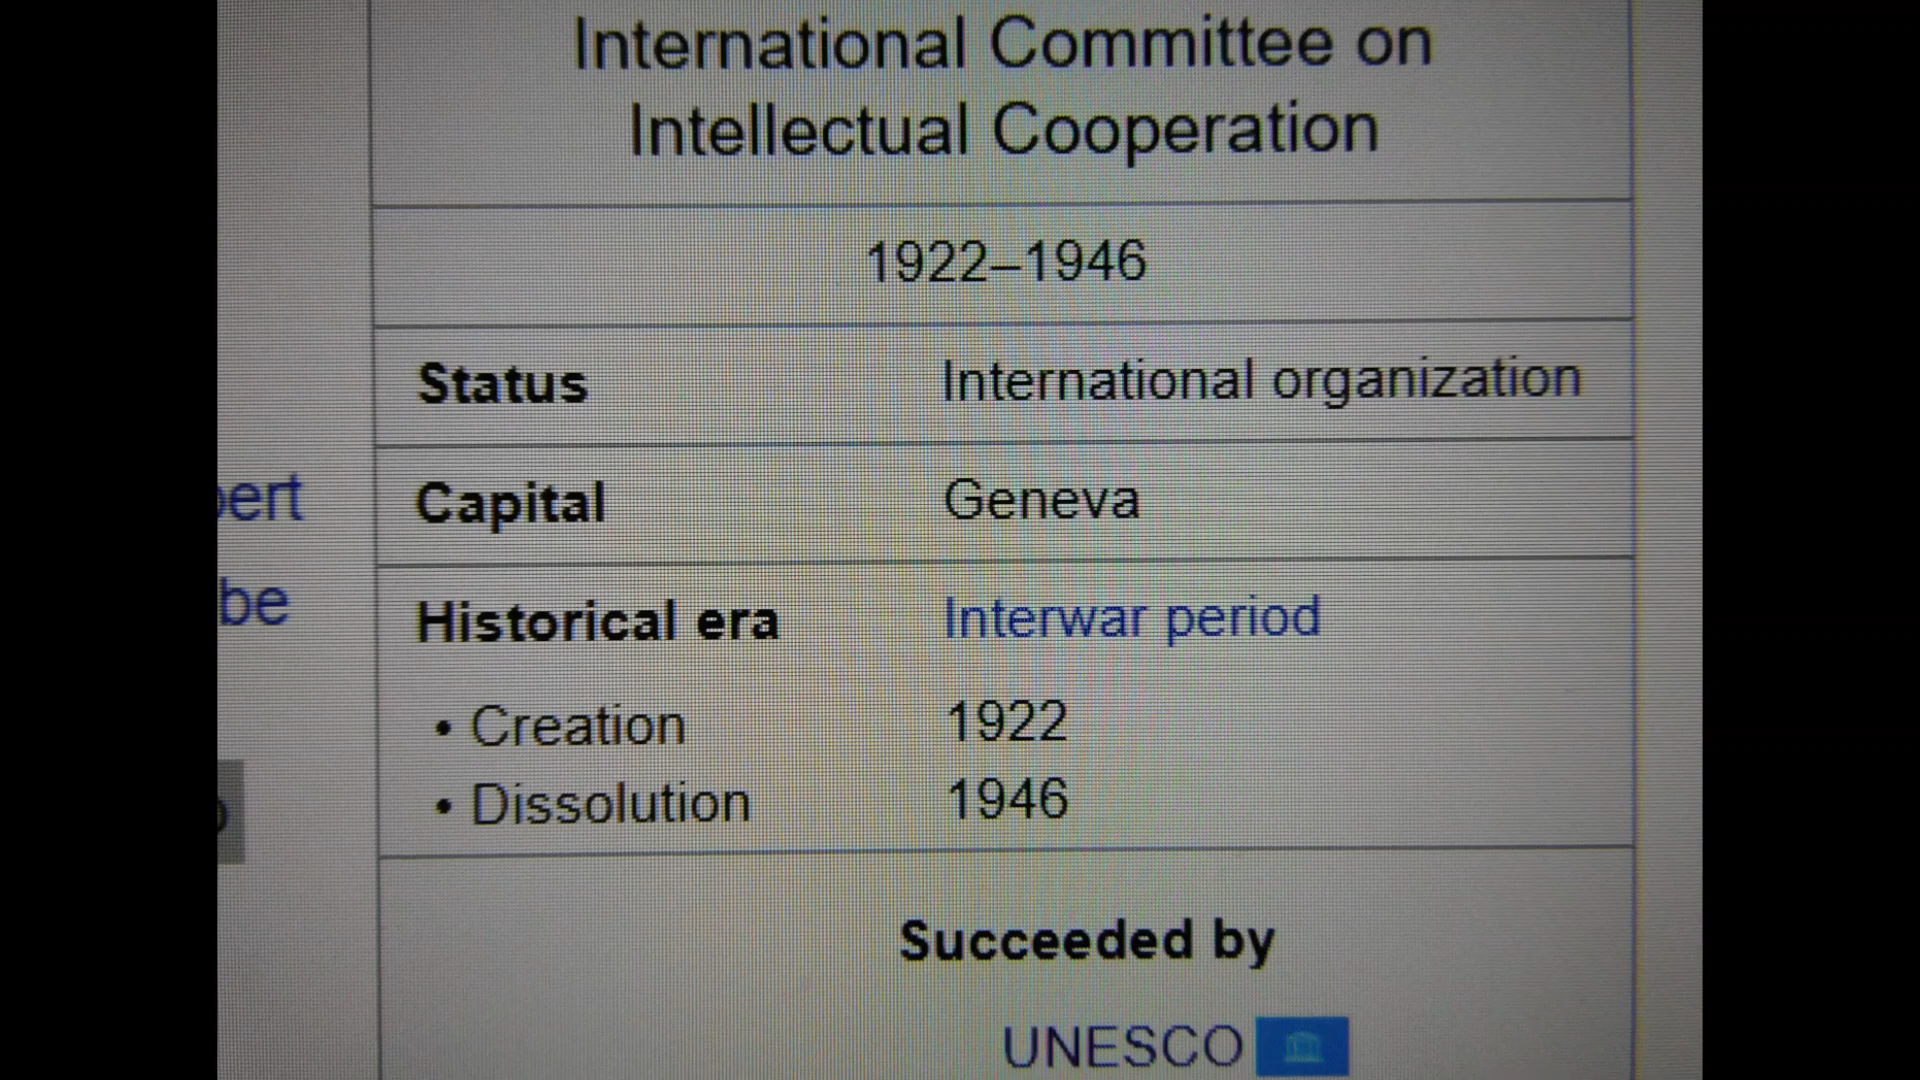 International Committee on
Intellectual Cooperation
1922–1946
Status International organization
Capital Geneva
be
Historical era Interwar period
• Creation 1922
• Dissolution 1946
Succeeded by
UNESCO